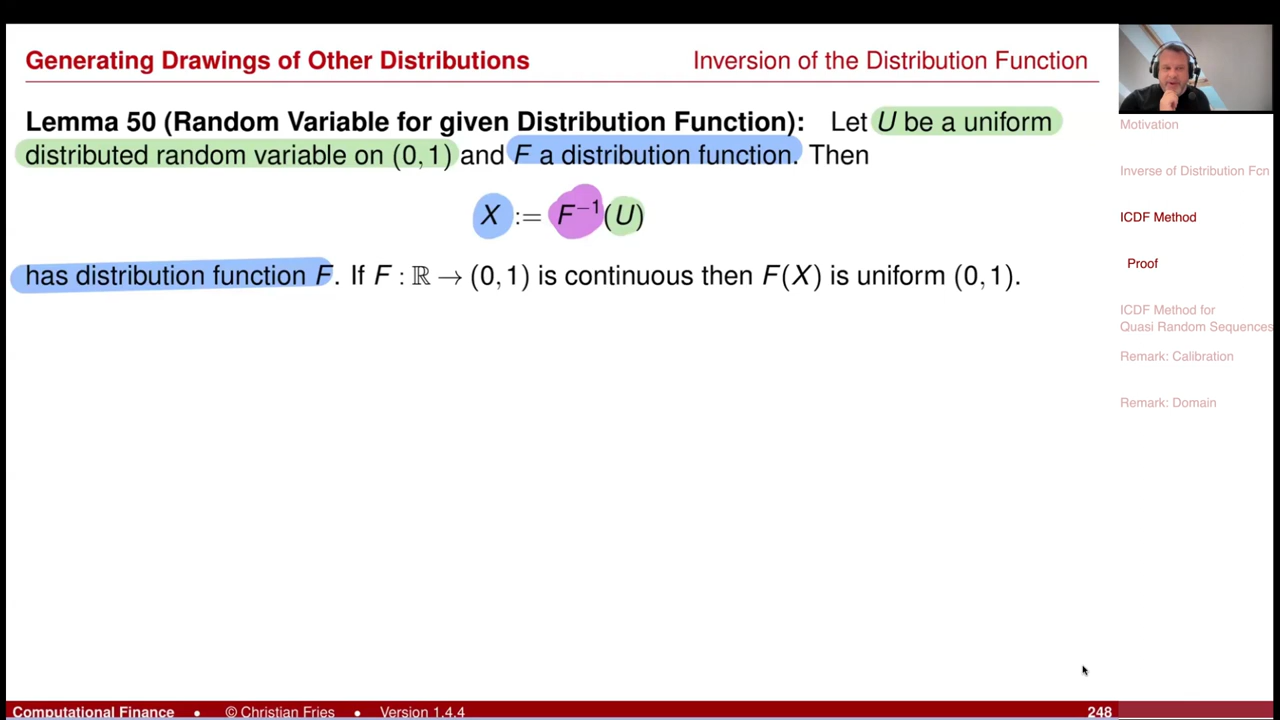 Generating Drawings of Other Distributions Inversion of the Distribution Function
Lemma 50 (Random Variable for given Distribution Function): Let U be a uniform
distributed random variable on (0,1) and F a distribution function. Then
X := F⁻¹(U)
has distribution function F. If F : ℝ → (0,1) is continuous then F(X) is uniform (0,1).
Motivation
Inverse of Distribution Fcn
ICDF Method
Proof
ICDF Method for
Quasi Random Sequences
Remark: Calibration
Remark: Domain
Computational Finance • © Christian Fries • Version 1.4.4 248